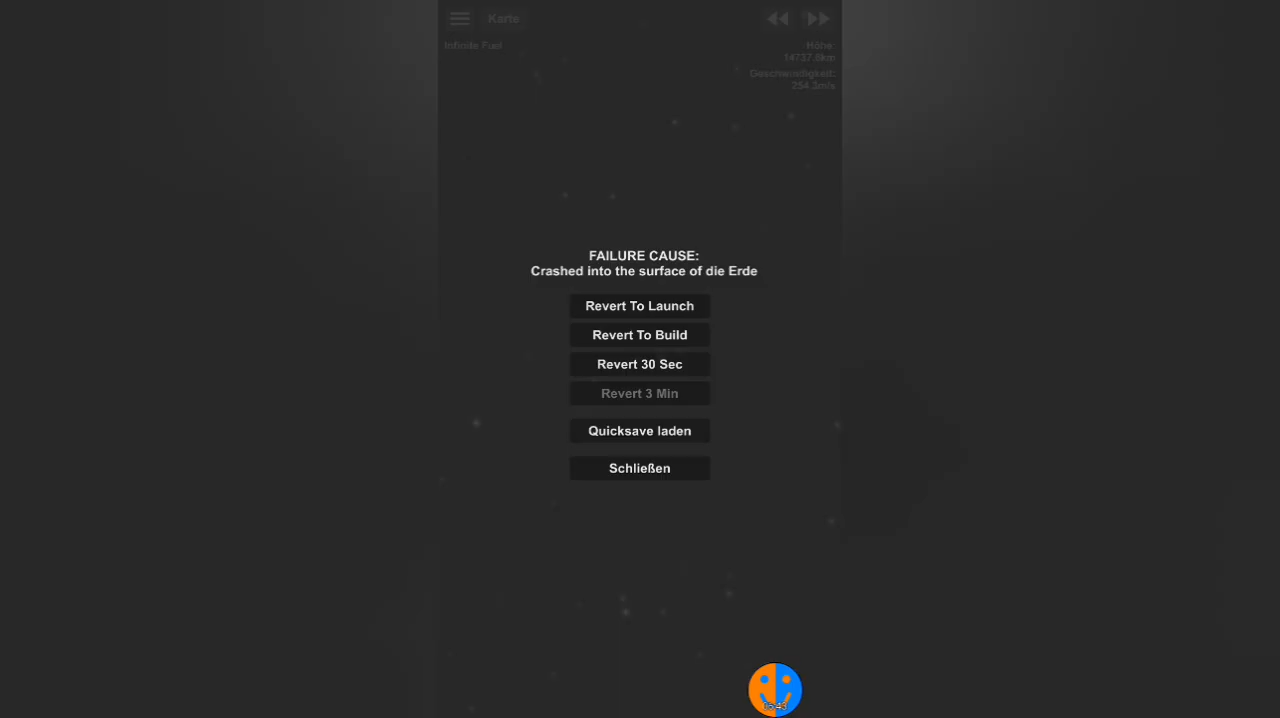 Karte
Infinite Fuel
Höhe:
14737.8km
Geschwindigkeit:
254.3m/s
FAILURE CAUSE:
Crashed into the surface of die Erde
Revert To Launch
Revert To Build
Revert 30 Sec
Revert 3 Min
Quicksave laden
Schließen